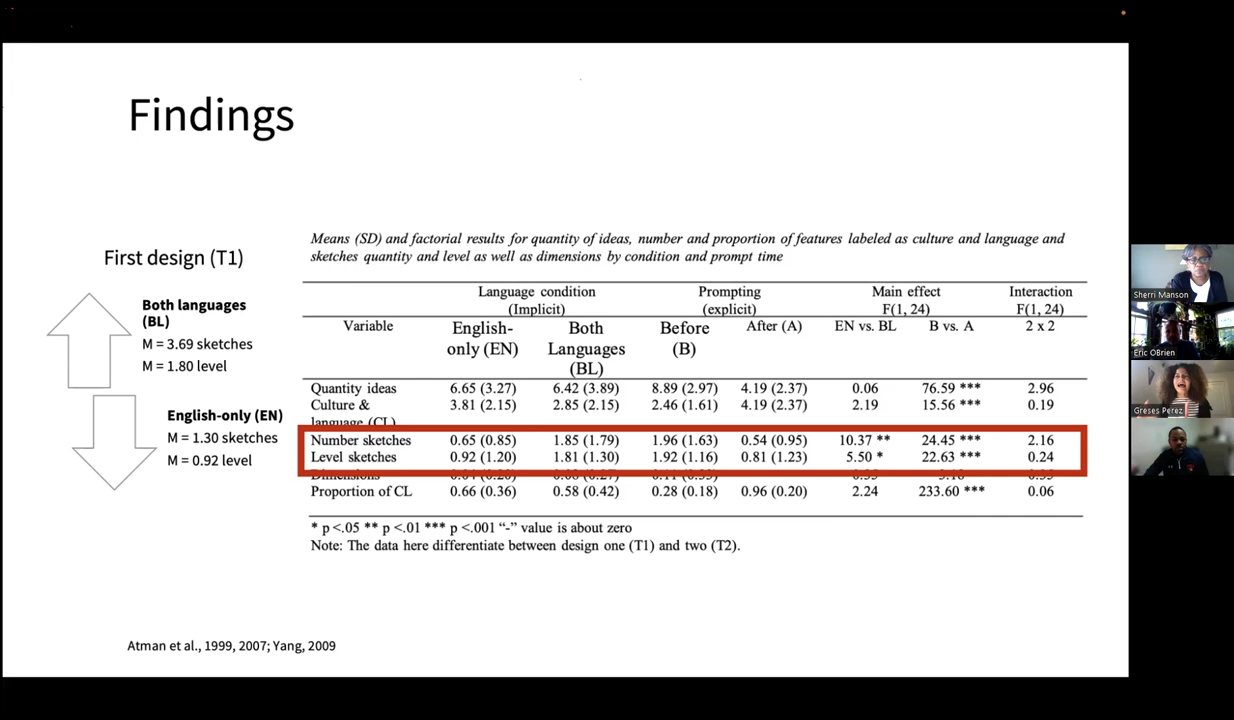 Findings
First design (T1)
Both languages
(BL)
M = 3.69 sketches
M = 1.80 level
English-only (EN)
M = 1.30 sketches
M = 0.92 level
Means (SD) and factorial results for quantity of ideas, number and proportion of features labeled as culture and language and
sketches quantity and level as well as dimensions by condition and prompt time
Language condition Prompting Main effect Interaction
(Implicit) (explicit) F(1, 24) F(1, 24)
Variable English- Both Before After (A) EN vs. BL B vs. A 2 x 2
only (EN) Languages (B)
(BL)
Quantity ideas 6.65 (3.27) 6.42 (3.89) 8.89 (2.97) 4.19 (2.37) 0.06 76.59 *** 2.96
Culture & 3.81 (2.15) 2.85 (2.15) 2.46 (1.61) 4.19 (2.37) 2.19 15.56 *** 0.19
language (CL)
Number sketches 0.65 (0.85) 1.85 (1.79) 1.96 (1.63) 0.54 (0.95) 10.37 ** 24.45 *** 2.16
Level sketches 0.92 (1.20) 1.81 (1.30) 1.92 (1.16) 0.81 (1.23) 5.50 * 22.63 *** 0.24
Dimensions
Proportion of CL 0.66 (0.36) 0.58 (0.42) 0.28 (0.18) 0.96 (0.20) 2.24 233.60 *** 0.06
* p <.05 ** p <.01 *** p <.001 “-” value is about zero
Note: The data here differentiate between design one (T1) and two (T2).
Atman et al., 1999, 2007; Yang, 2009
Sherri Manson
Eric OBrien
Greses Perez